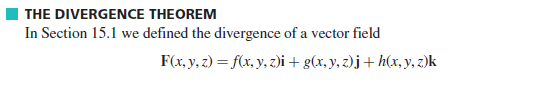 THE DIVERGENCE THEOREM
In Section 15.1 we defined the divergence of a vector field
F(x, y, z) = f(x, y, z)i + g(x, y, z)j + h(x, y, z)k